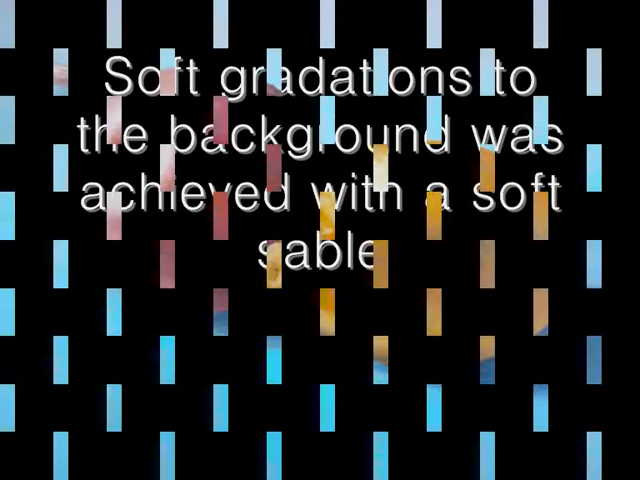 Soft gradations to
the background was
achieved with a soft
sable